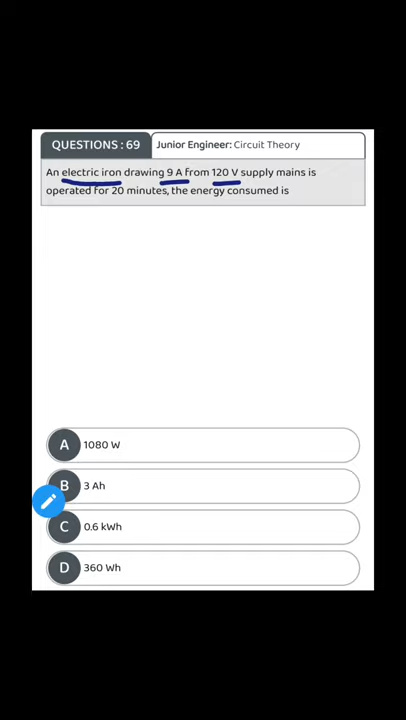 QUESTIONS : 69
Junior Engineer: Circuit Theory
An electric iron drawing 9 A from 120 V supply mains is
operated for 20 minutes, the energy consumed is
A 1080 W
B 3 Ah
C 0.6 kWh
D 360 Wh